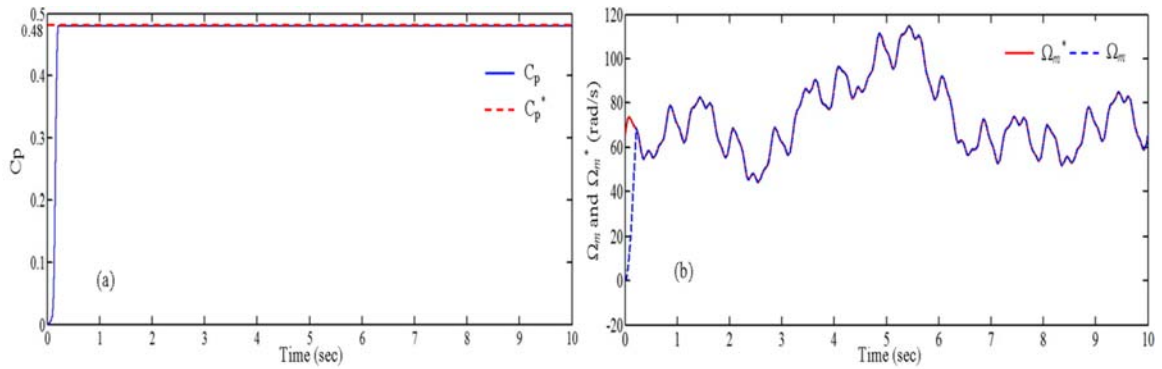 0.5
0.48
0.4
0.3
0.2
0.1
0
Cp
Cp
Cp*
(a)
0 1 2 3 4 5 6 7 8 9 10
Time (sec)
120
100
80
60
40
20
0
-20
Ωm and Ωm* (rad/s)
Ωm* Ωm
(b)
0 1 2 3 4 5 6 7 8 9 10
Time (sec)